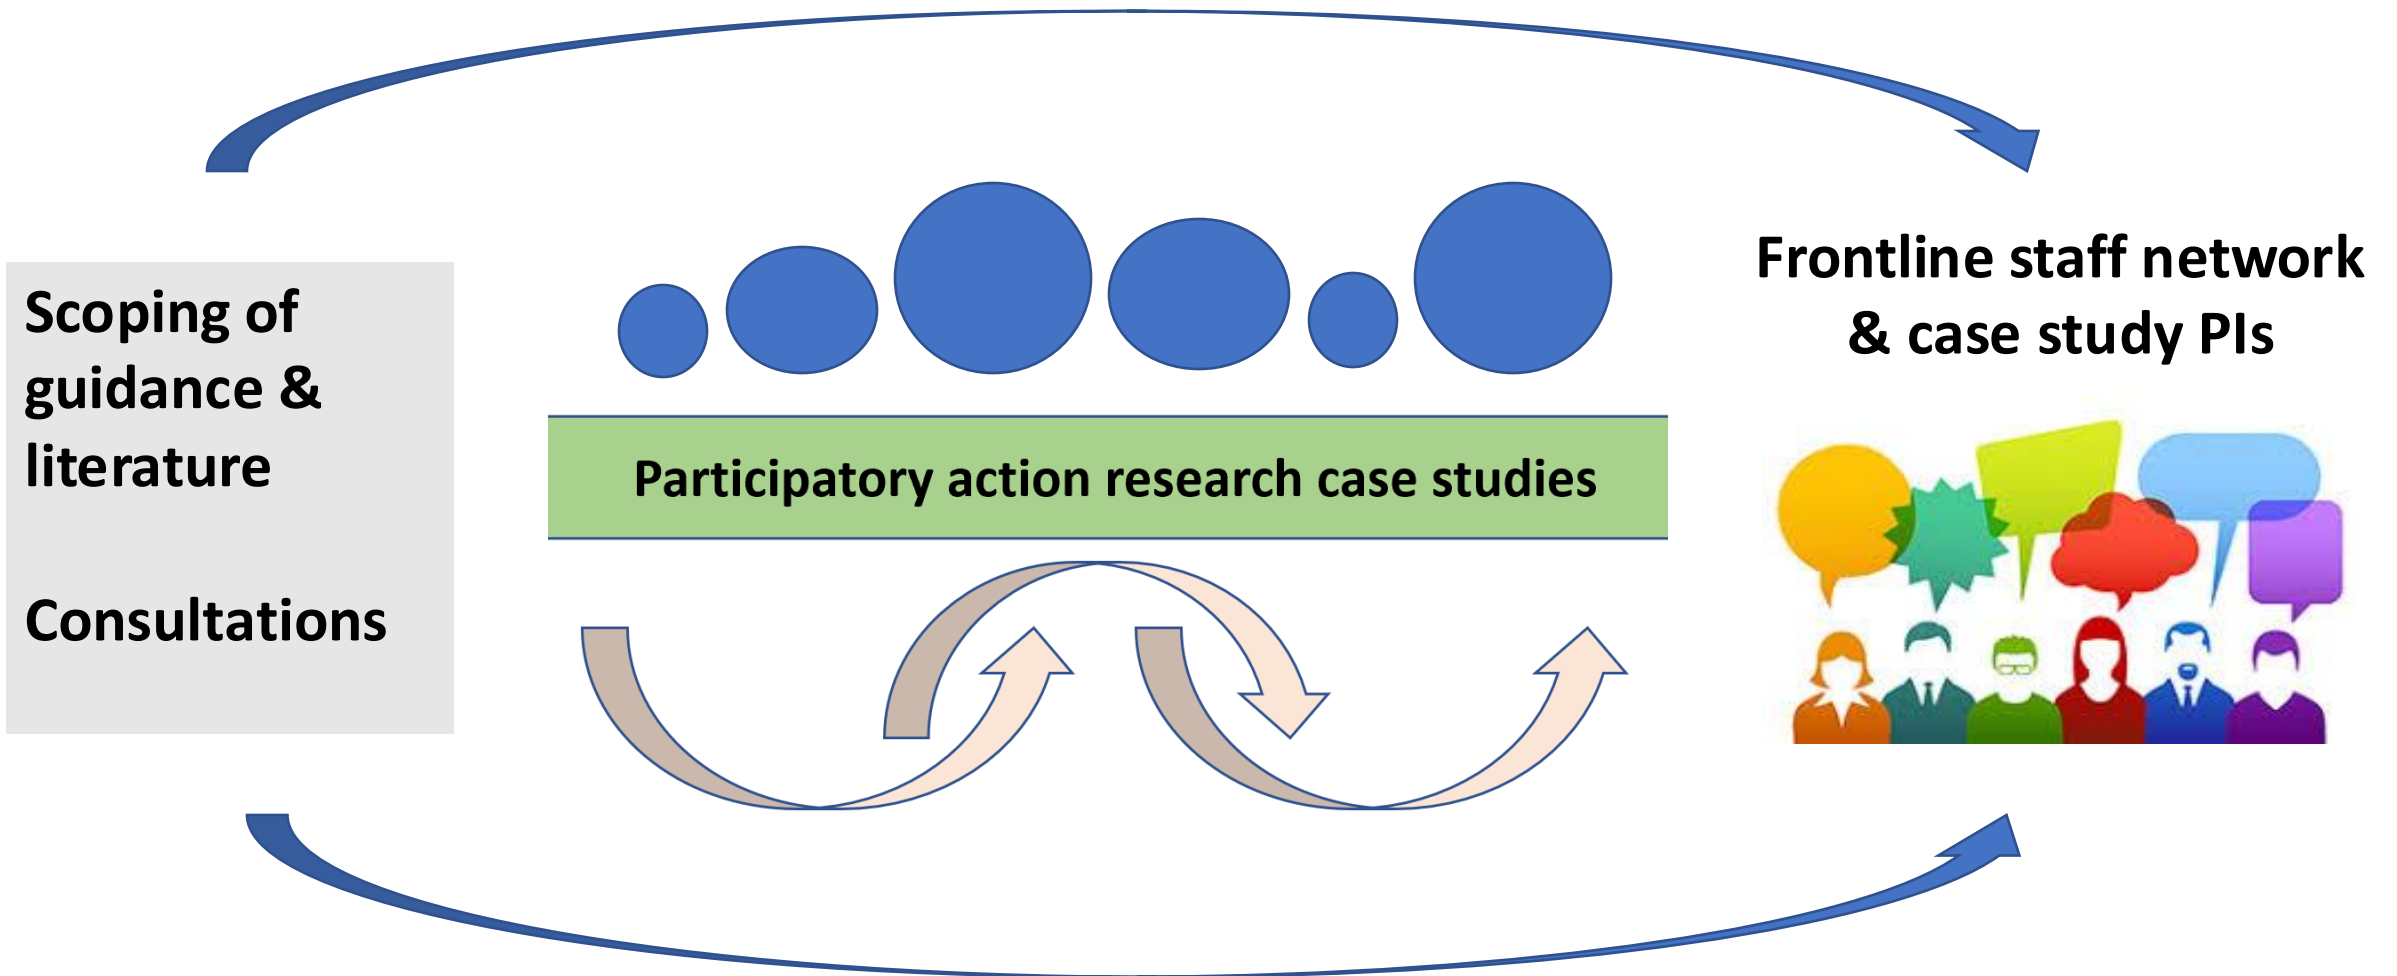 Scoping of
guidance &
literature
Consultations
Participatory action research case studies
Frontline staff network
& case study PIs